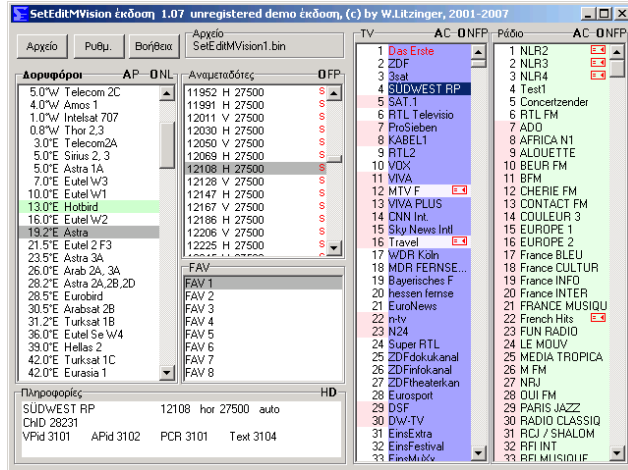 SetEditMVision έκδοση 1.07 unregistered demo έκδοση, (c) by W.Litzinger, 2001-2007
Αρχείο
Ρυθμ.
Βοήθεια
Αρχείο
SetEditMVision1.bin
Δορυφόροι AP ONL
5.0°W Telecom 2C
4.0°W Amos 1
1.0°W Intelsat 707
0.8°W Thor 2,3
3.0°E Telecom2A
5.0°E Sirius 2, 3
5.0°E Astra 1A
7.0°E Eutel W3
10.0°E Eutel W1
13.0°E Hotbird
16.0°E Eutel W2
19.2°E Astra
21.5°E Eutel 2 F3
23.5°E Astra 3A
26.0°E Arab 2A, 3A
28.2°E Astra 2A,2B,2D
28.5°E Eurobird
30.5°E Arabsat 2B
31.2°E Turksat 1B
36.0°E Eutel Se W4
39.0°E Hellas 2
42.0°E Turksat 1C
42.0°E Eurasia 1
Αναμεταδότες OFP
11952 H 27500 S
11991 H 27500 S
12011 V 27500 S
12030 H 27500 S
12050 V 27500 S
12069 H 27500 S
12108 H 27500 S
12128 V 27500 S
12147 H 27500 S
12167 V 27500 S
12186 H 27500 S
12206 V 27500 S
12225 H 27500 S
FAV
FAV 1
FAV 2
FAV 3
FAV 4
FAV 5
FAV 6
FAV 7
FAV 8
TV AC ONFP
1 Das Erste
2 ZDF
3 3sat
4 SÜDWEST RP
5 SAT.1
6 RTL Televisio
7 ProSieben
8 KABEL1
9 RTL2
10 VOX
11 VIVA
12 MTV F
13 VIVA PLUS
14 CNN Int.
15 Sky News Intl
16 Travel
17 WDR Köln
18 MDR FERNSE...
19 Bayerisches F
20 hessen fernse
21 EuroNews
22 n-tv
23 N24
24 Super RTL
25 ZDFdokukanal
26 ZDFinfokanal
27 ZDFtheaterkan
28 Eurosport
29 DSF
30 DW-TV
31 EinsExtra
32 EinsFestival
33 EinsMuXx
Ράδιο AC ONFP
1 NLR2
2 NLR3
3 NLR4
4 Test1
5 Concertzender
6 RTL FM
7 ADO
8 AFRICA N1
9 ALOUETTE
10 BEUR FM
11 BFM
12 CHERIE FM
13 CONTACT FM
14 COULEUR 3
15 EUROPE 1
16 EUROPE 2
17 France BLEU
18 France CULTUR
19 France INFO
20 France INTER
21 FRANCE MUSIQU
22 French Hits
23 FUN RADIO
24 LE MOUV
25 MEDIA TROPICA
26 M FM
27 NRJ
28 OUI FM
29 PARIS JAZZ
30 RADIO CLASSIQ
31 RCJ / SHALOM
32 RFI INT
33 RFI MUSIQUE
Πληροφορίες HD
SÜDWEST RP 12108 hor 27500 auto
ChID 28231
VPid 3101 APid 3102 PCR 3101 Text 3104